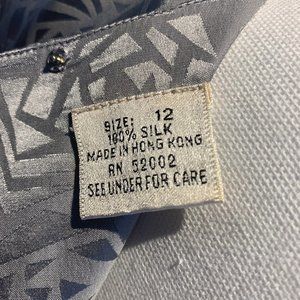 SIZE: 12
100% SILK
MADE IN HONG KONG
RN 52002
SEE UNDER FOR CARE